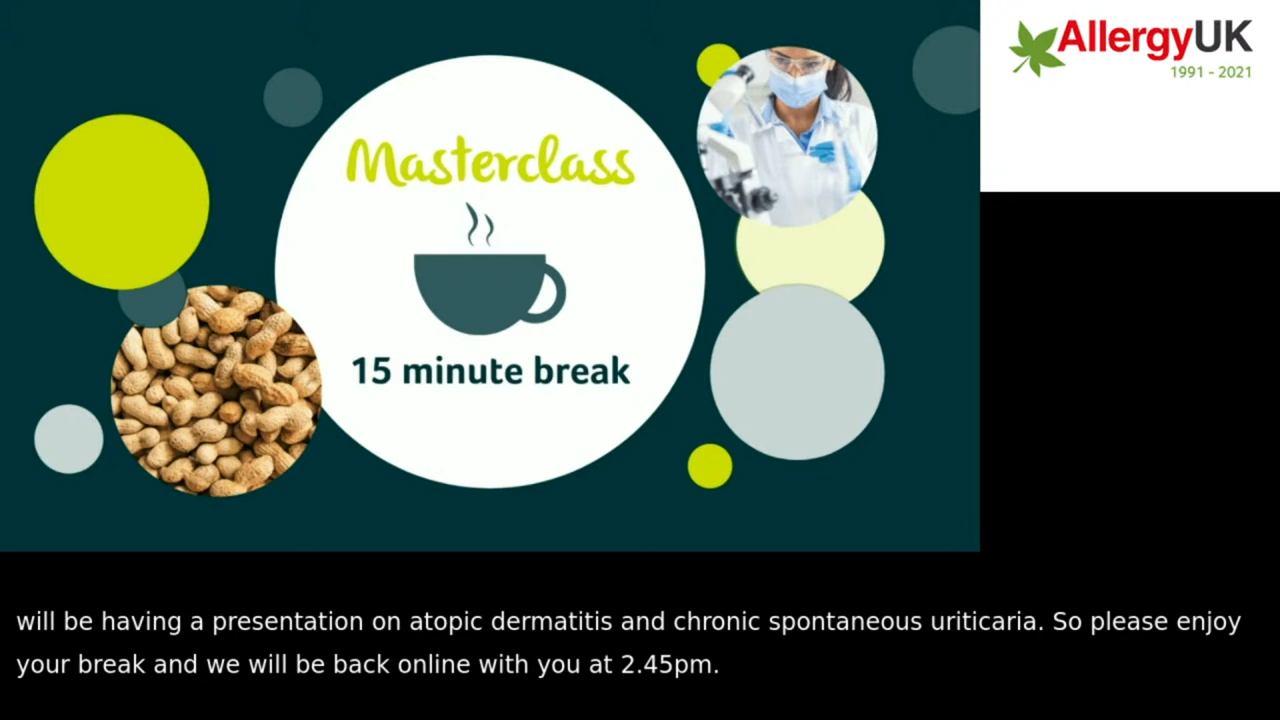 AllergyUK
1991 - 2021
Masterclass
15 minute break
will be having a presentation on atopic dermatitis and chronic spontaneous uriticaria. So please enjoy
your break and we will be back online with you at 2.45pm.